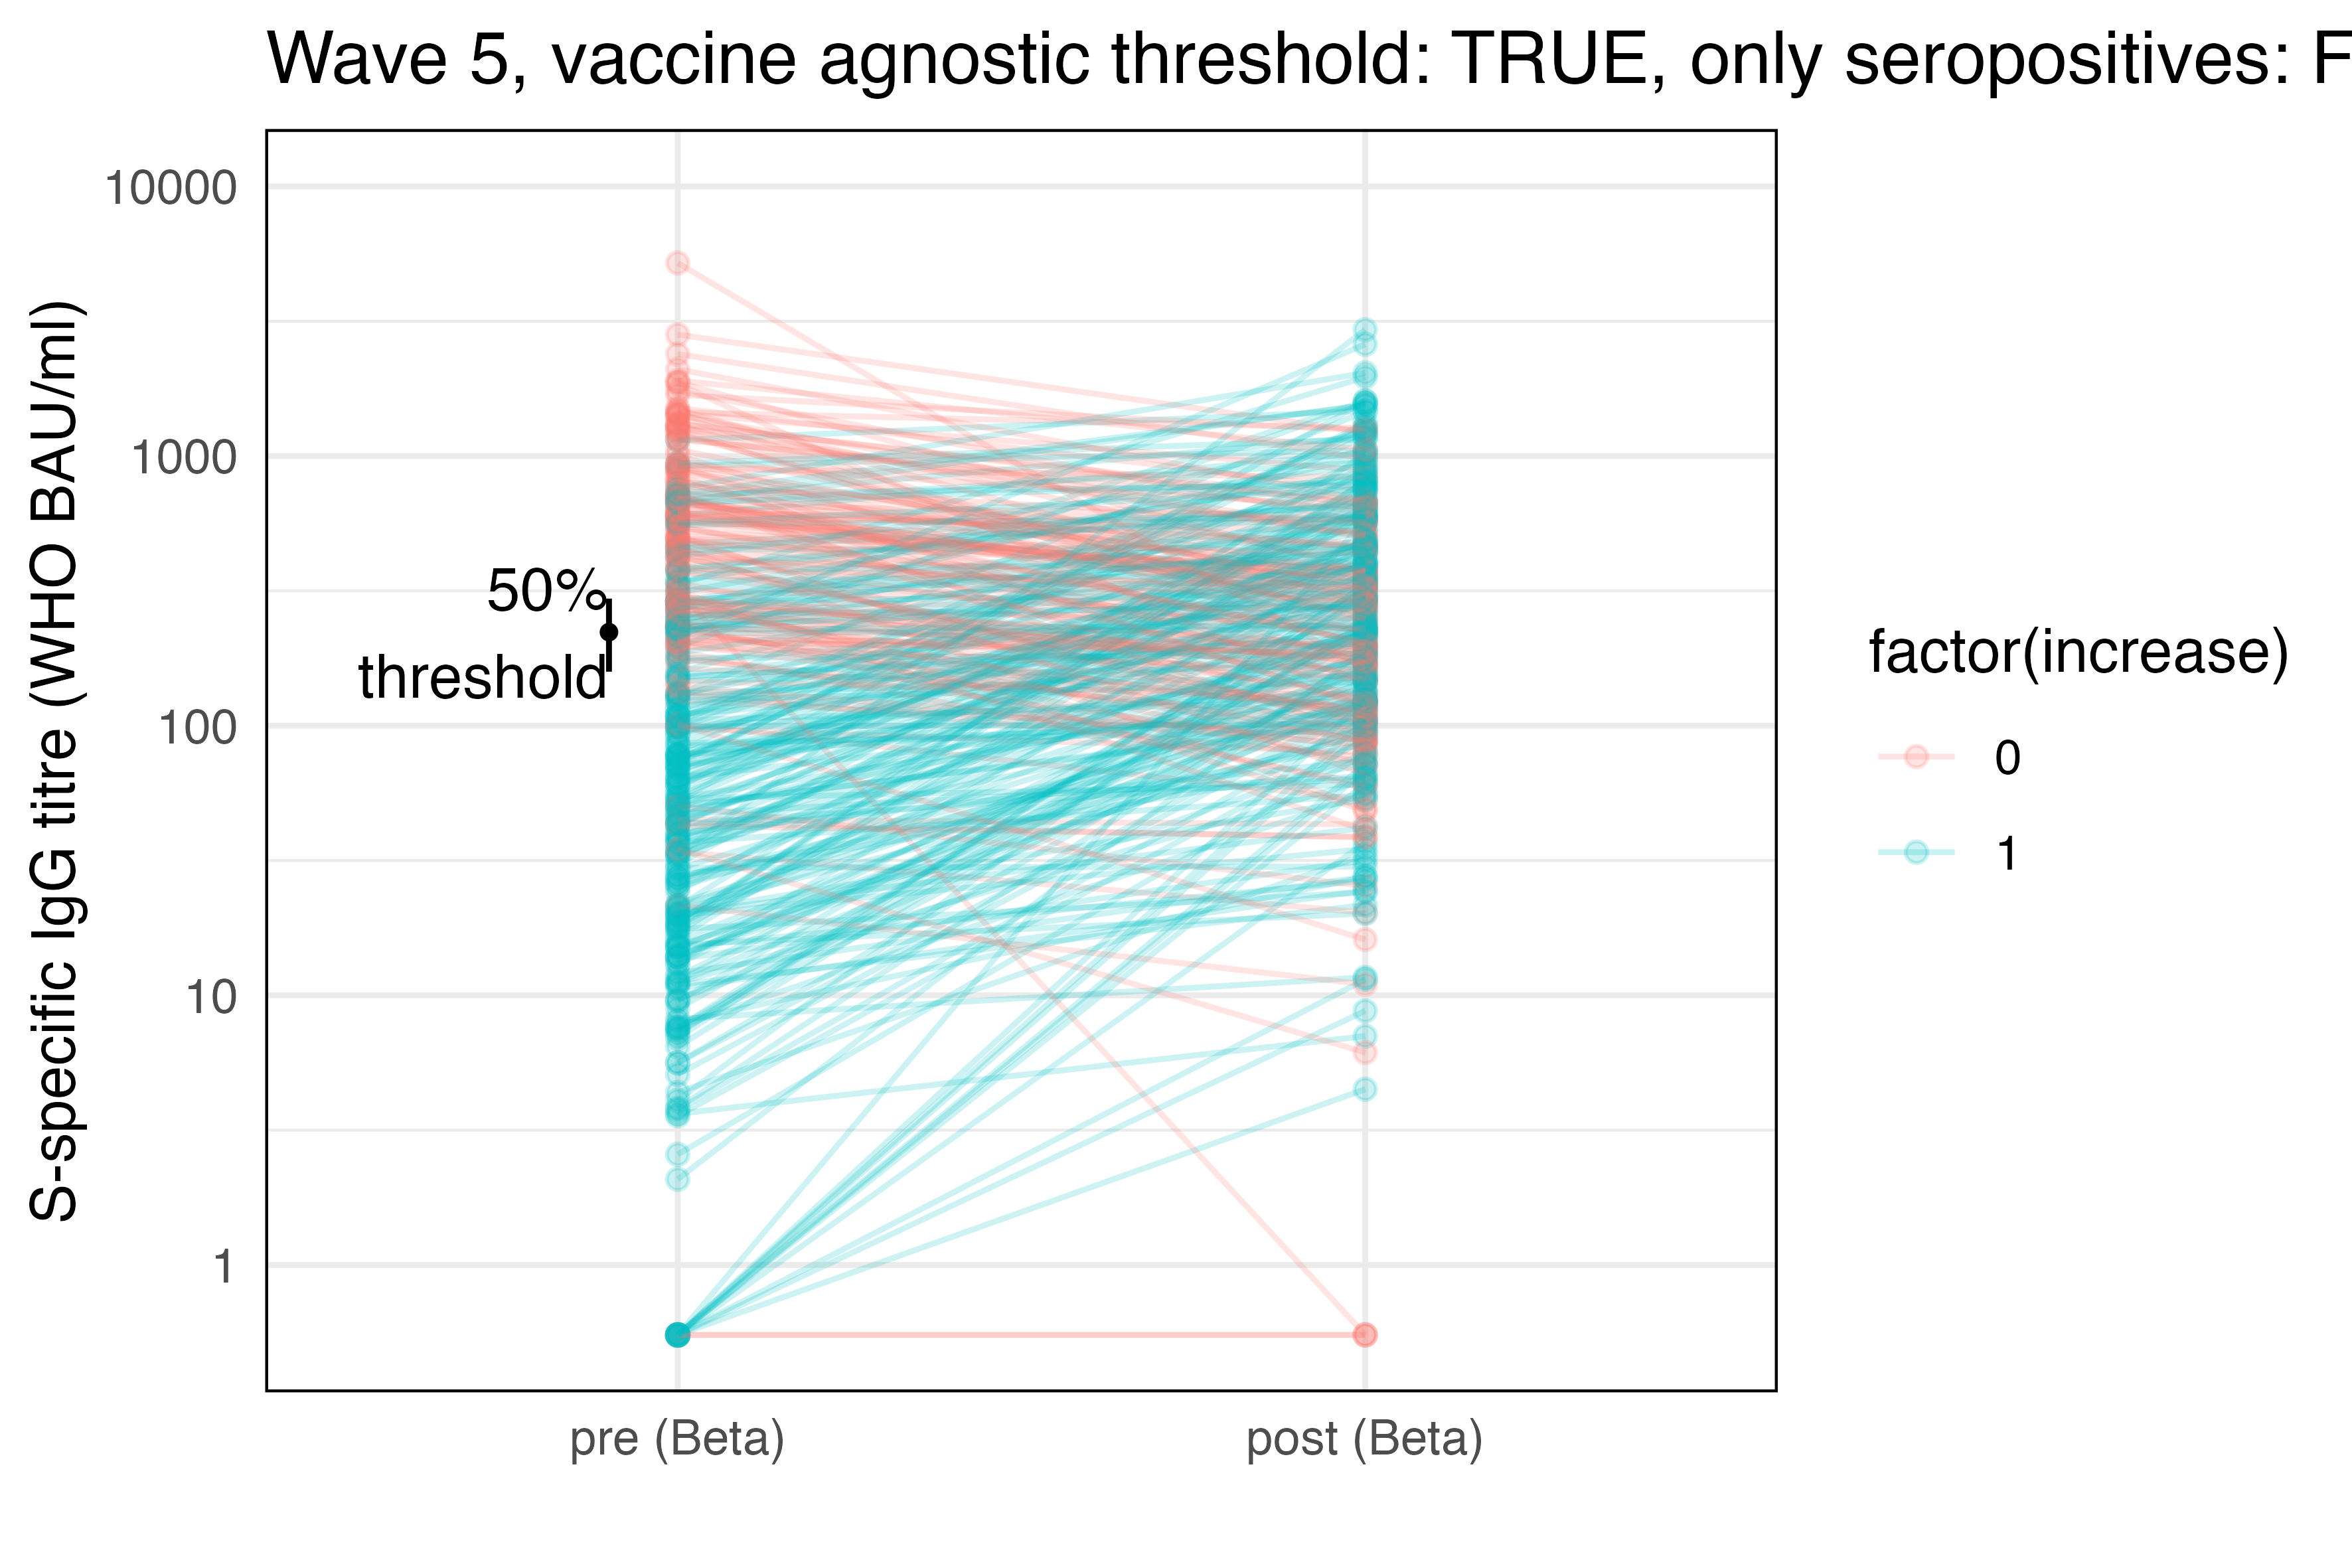 Wave 5, vaccine agnostic threshold: TRUE, only seropositives: F
S-specific IgG titre (WHO BAU/ml)
10000
1000
100
10
1
50%
threshold
pre (Beta)
post (Beta)
factor(increase)
0
1